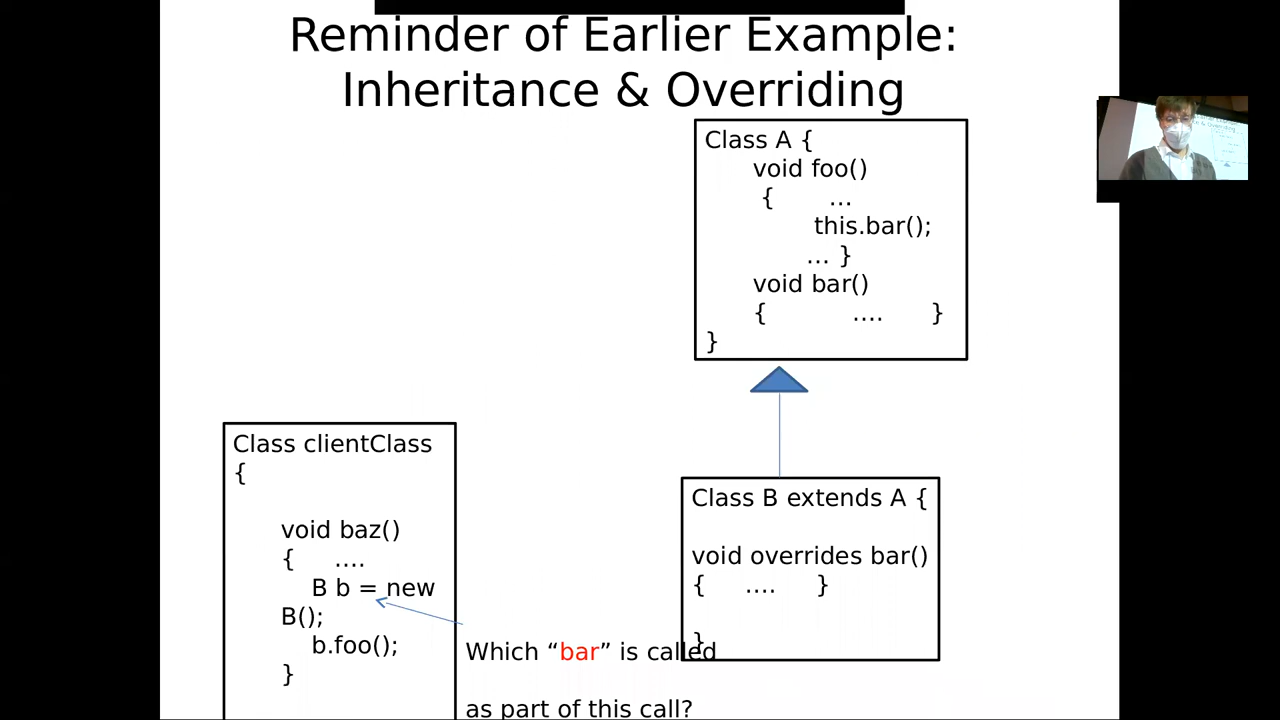 Reminder of Earlier Example:
Inheritance & Overriding
Class A {
void foo()
{ ...
this.bar();
... }
void bar()
{ .... }
}
Class clientClass
{
void baz()
{ ....
B b = new
B();
b.foo();
}
Class B extends A {
void overrides bar()
{ .... }
}
Which “bar” is called
as part of this call?